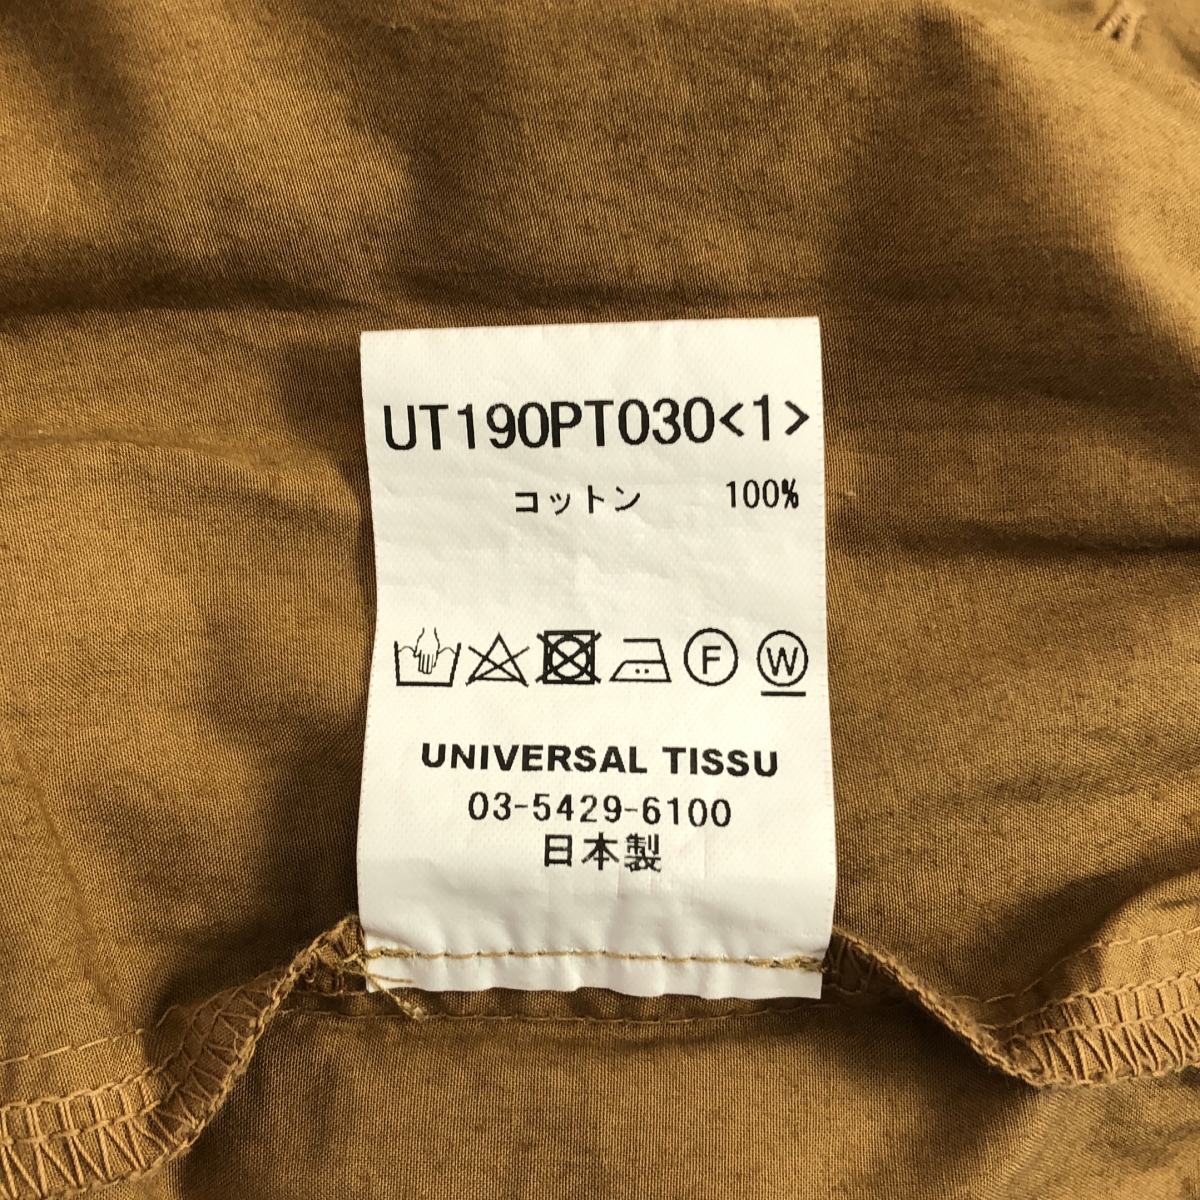 UT190PT030<1>
コットン 100%
F W
UNIVERSAL TISSU
03-5429-6100
日本製